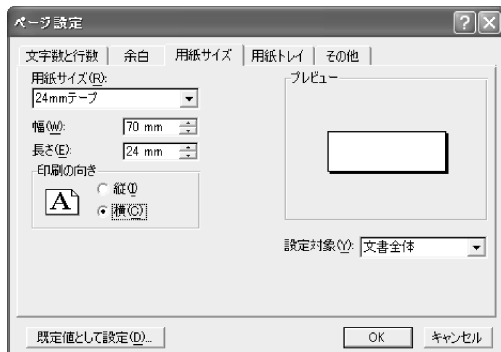 ページ設定
文字数と行数 余白 用紙サイズ 用紙トレイ その他
用紙サイズ(R):
24mmテープ
幅(W): 70 mm
長さ(E): 24 mm
印刷の向き
A
縦(I)
横(C)
プレビュー
設定対象(Y): 文書全体
既定値として設定(D)... OK キャンセル